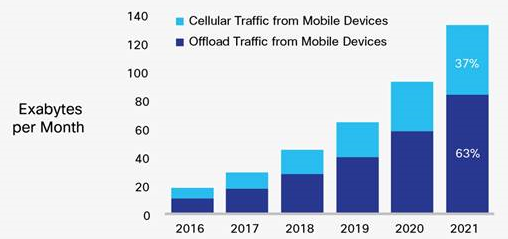 140
Cellular Traffic from Mobile Devices
120
Offload Traffic from Mobile Devices
100
80
60
40
20
0
Exabytes
per Month
37%
63%
2016 2017 2018 2019 2020 2021